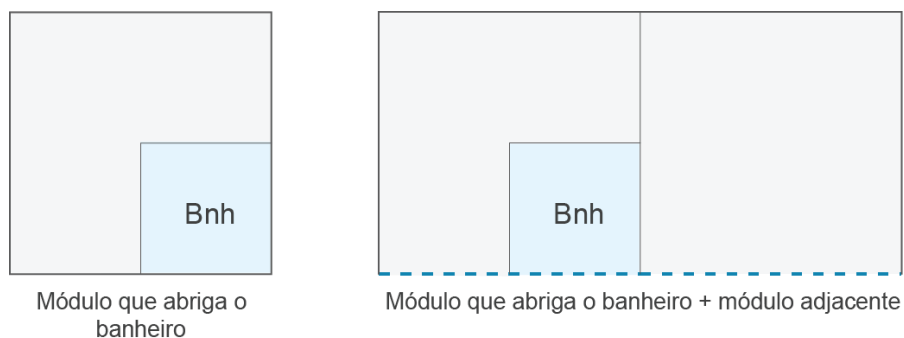 Bnh
Bnh
Módulo que abriga o
banheiro
Módulo que abriga o banheiro + módulo adjacente